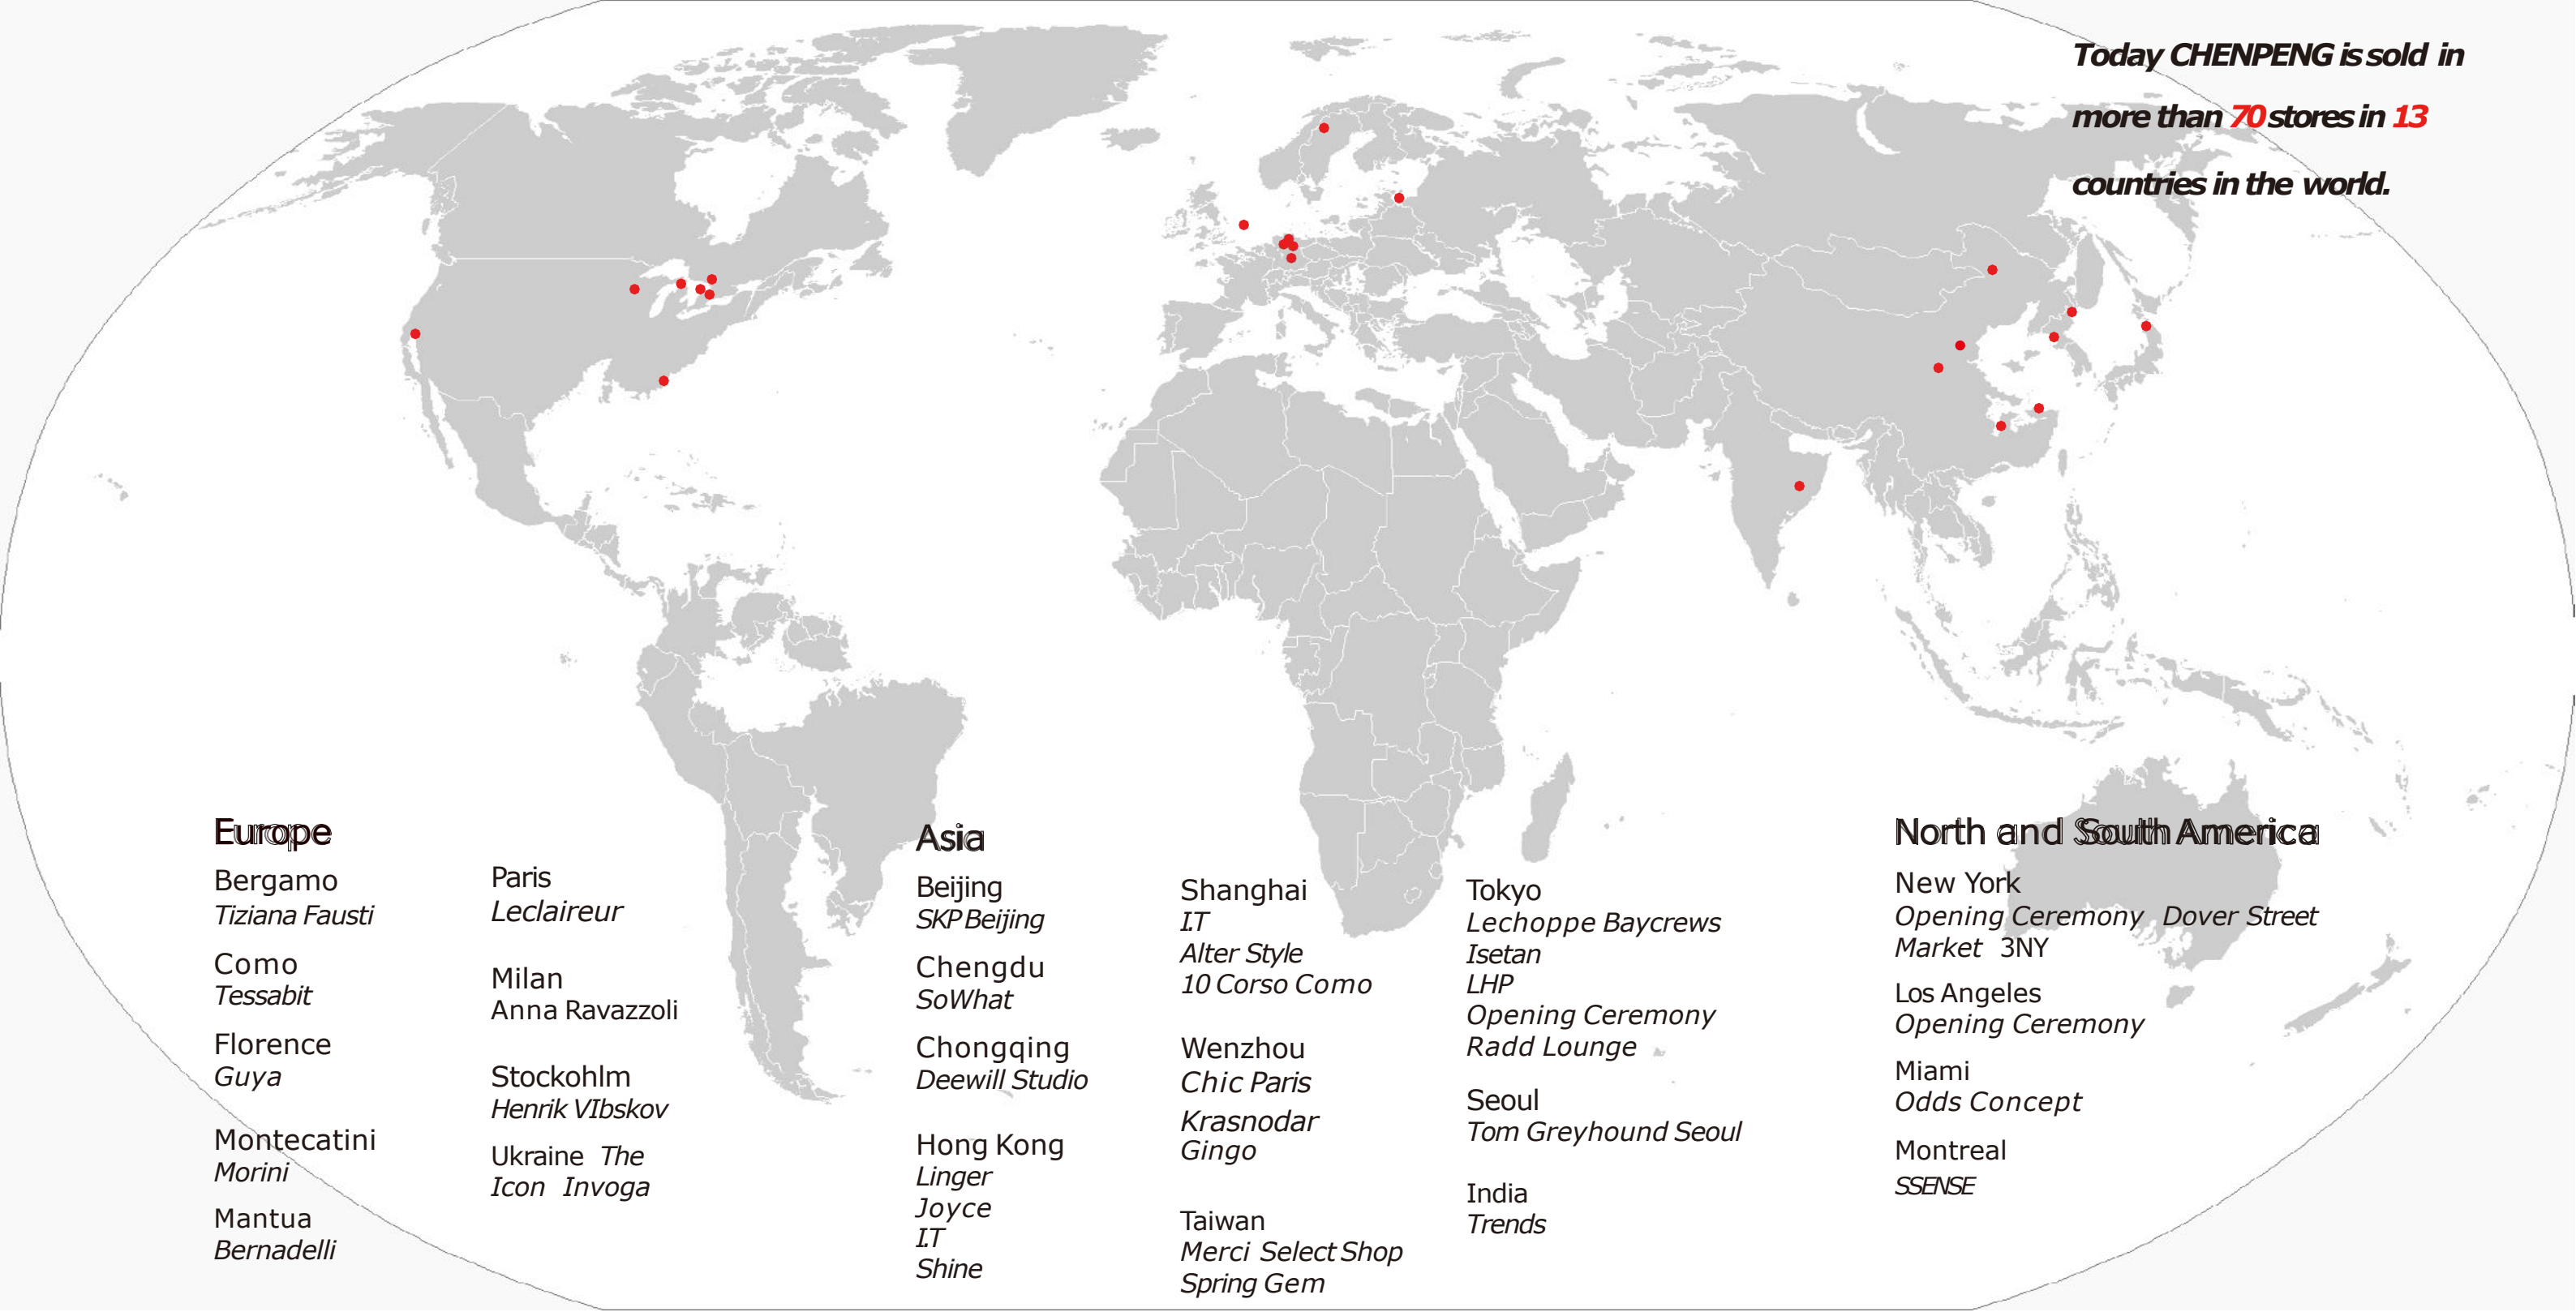 Today CHENPENG is sold in
more than 70 stores in 13
countries in the world.
Europe
Bergamo
Tiziana Fausti
Como
Tessabit
Florence
Guya
Montecatini
Morini
Mantua
Bernadelli
Paris
Leclaireur
Milan
Anna Ravazzoli
Stockohlm
Henrik VIbskov
Ukraine The
Icon Invoga
Asia
Beijing
SKP Beijing
Chengdu
SoWhat
Chongqing
Deewill Studio
Hong Kong
Linger
Joyce
I.T
Shine
Shanghai
I.T
Alter Style
10 Corso Como
Wenzhou
Chic Paris
Krasnodar
Gingo
Taiwan
Merci Select Shop
Spring Gem
Tokyo
Lechoppe Baycrews
Isetan
LHP
Opening Ceremony
Radd Lounge
Seoul
Tom Greyhound Seoul
India
Trends
North and South America
New York
Opening Ceremony Dover Street
Market 3NY
Los Angeles
Opening Ceremony
Miami
Odds Concept
Montreal
SSENSE